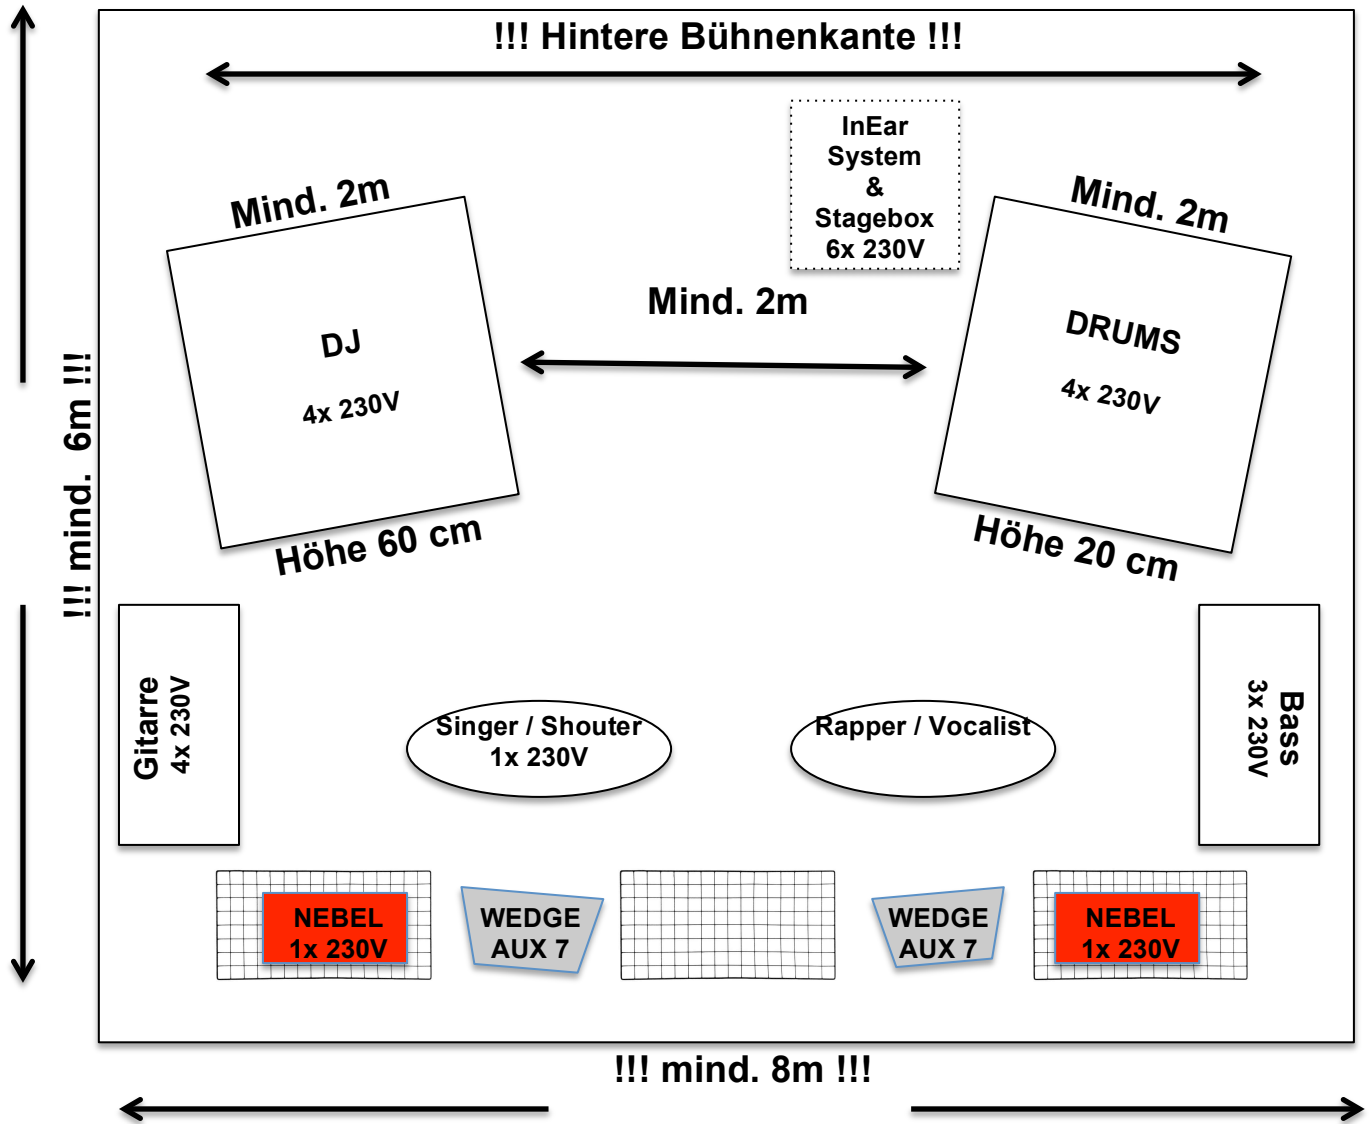 !!! Hintere Bühnenkante !!!
InEar
System
&
Stagebox
6x 230V
Mind. 2m
Mind. 2m
Mind. 2m
DJ
4x 230V
DRUMS
4x 230V
Höhe 60 cm
Höhe 20 cm
!!! mind. 6m !!!
Gitarre
4x 230V
Singer / Shouter
1x 230V
Rapper / Vocalist
Bass
3x 230V
NEBEL
1x 230V
WEDGE
AUX 7
WEDGE
AUX 7
NEBEL
1x 230V
!!! mind. 8m !!!